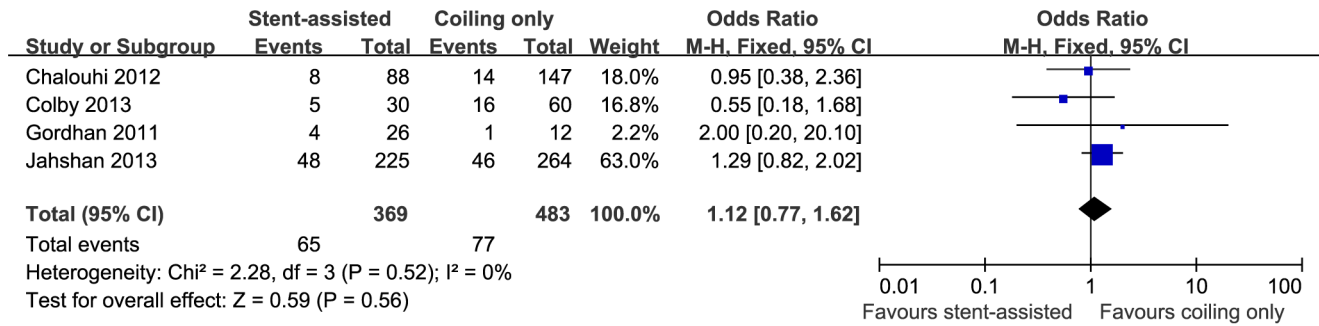 Stent-assisted Coiling only Odds Ratio Odds Ratio
Study or Subgroup Events Total Events Total Weight M-H, Fixed, 95% CI M-H, Fixed, 95% CI
Chalouhi 2012 8 88 14 147 18.0% 0.95 [0.38, 2.36]
Colby 2013 5 30 16 60 16.8% 0.55 [0.18, 1.68]
Gordhan 2011 4 26 1 12 2.2% 2.00 [0.20, 20.10]
Jahshan 2013 48 225 46 264 63.0% 1.29 [0.82, 2.02]
Total (95% CI) 369 483 100.0% 1.12 [0.77, 1.62]
Total events 65 77
Heterogeneity: Chi² = 2.28, df = 3 (P = 0.52); I² = 0%
Test for overall effect: Z = 0.59 (P = 0.56)
0.01 0.1 1 10 100
Favours stent-assisted Favours coiling only